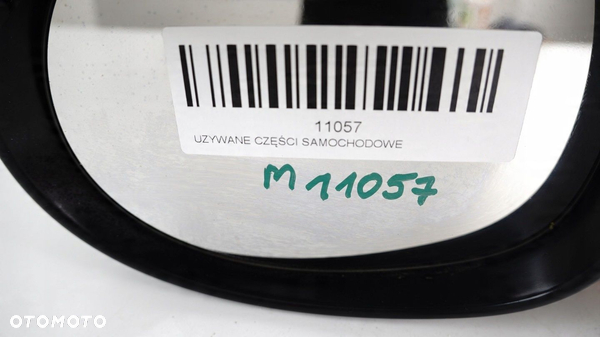 11057
UZYWANE CZĘŚCI SAMOCHODOWE
M 11057
OTOMOTO